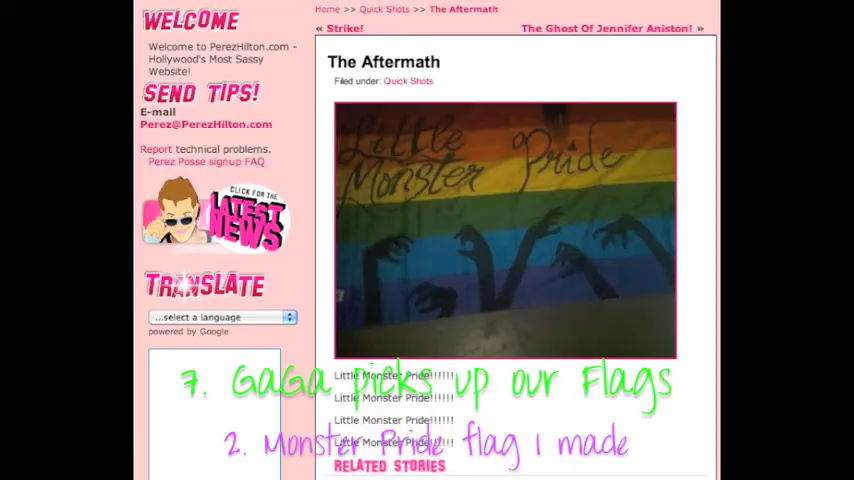 WELCOME
Welcome to PerezHilton.com -
Hollywood's Most Sassy
Website!
SEND TIPS!
E-mail
Perez@PerezHilton.com
Report technical problems.
Perez Posse signup FAQ
CLICK FOR THE
LATEST
NEWS
TRANSLATE
...select a language
powered by Google
Home >> Quick Shots >> The Aftermath
« Strike!
The Ghost Of Jennifer Aniston! »
The Aftermath
Filed under: Quick Shots
Little
Monster Pride
Little Monster Pride!!!!!!
7. GaGa picks up our Flags
Little Monster Pride!!!!!!
Little Monster Pride!!!!!!
2. Monster Pride flag I made
Little Monster Pride!!!!!!
RELATED STORIES